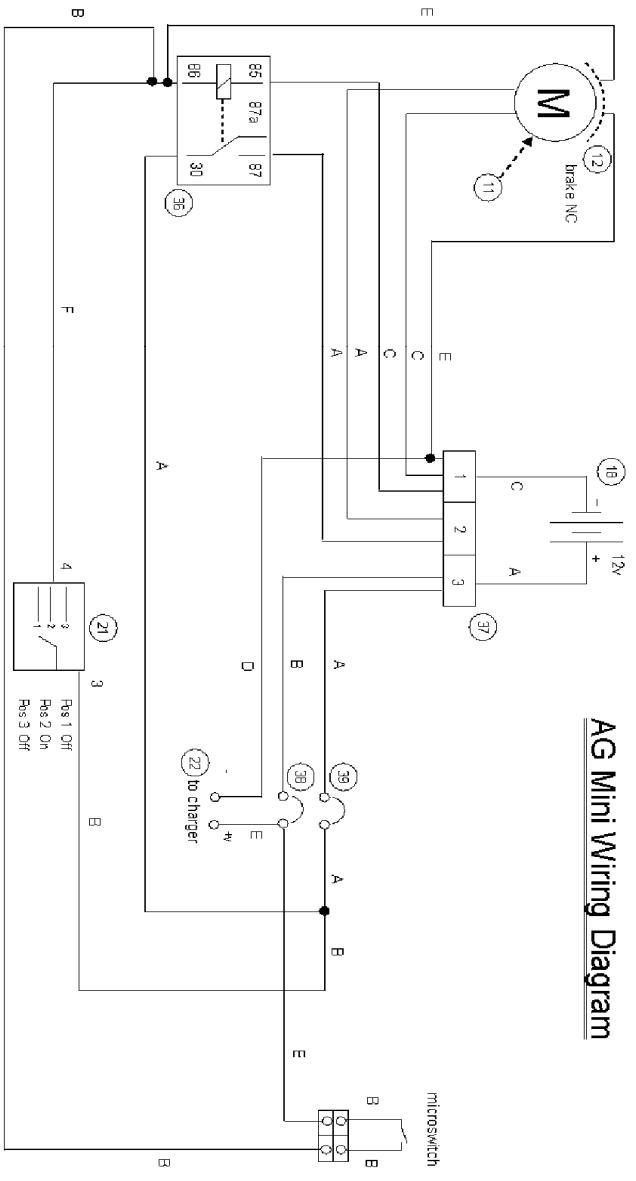 AG Mini Wiring Diagram
18
12v
-
+
12
brake NC
M
11
C
A
37
1
2
3
E
C
C
A
A
E
microswitch
B
B
39
A
A
B
38
B
E
85
87a
87
86
30
36
D
E
-
+v
22
to charger
A
B
F
4
21
3
3
2
1
Pos 1 Off
Pos 2 On
Pos 3 Off
B
B